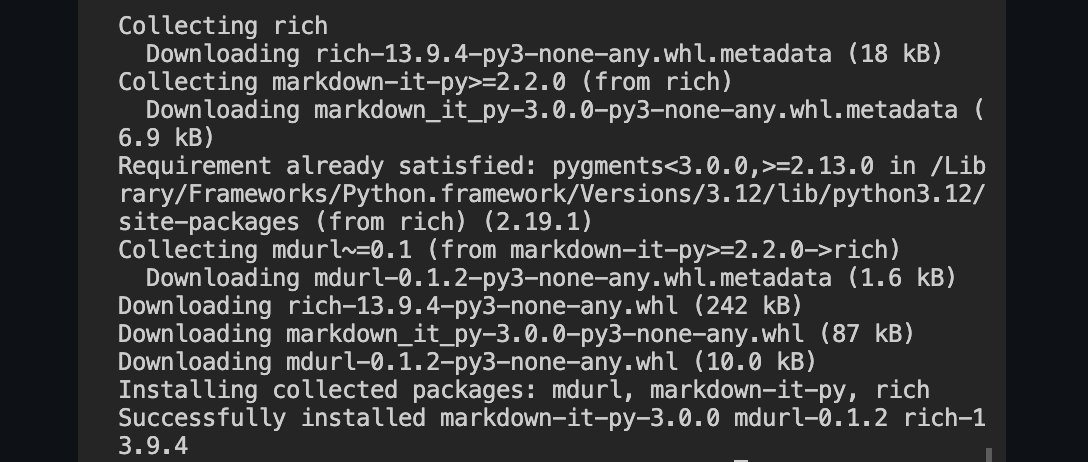 Collecting rich
  Downloading rich-13.9.4-py3-none-any.whl.metadata (18 kB)
Collecting markdown-it-py>=2.2.0 (from rich)
  Downloading markdown_it_py-3.0.0-py3-none-any.whl.metadata (
6.9 kB)
Requirement already satisfied: pygments<3.0.0,>=2.13.0 in /Lib
rary/Frameworks/Python.framework/Versions/3.12/lib/python3.12/
site-packages (from rich) (2.19.1)
Collecting mdurl~=0.1 (from markdown-it-py>=2.2.0->rich)
  Downloading mdurl-0.1.2-py3-none-any.whl.metadata (1.6 kB)
Downloading rich-13.9.4-py3-none-any.whl (242 kB)
Downloading markdown_it_py-3.0.0-py3-none-any.whl (87 kB)
Downloading mdurl-0.1.2-py3-none-any.whl (10.0 kB)
Installing collected packages: mdurl, markdown-it-py, rich
Successfully installed markdown-it-py-3.0.0 mdurl-0.1.2 rich-1
3.9.4